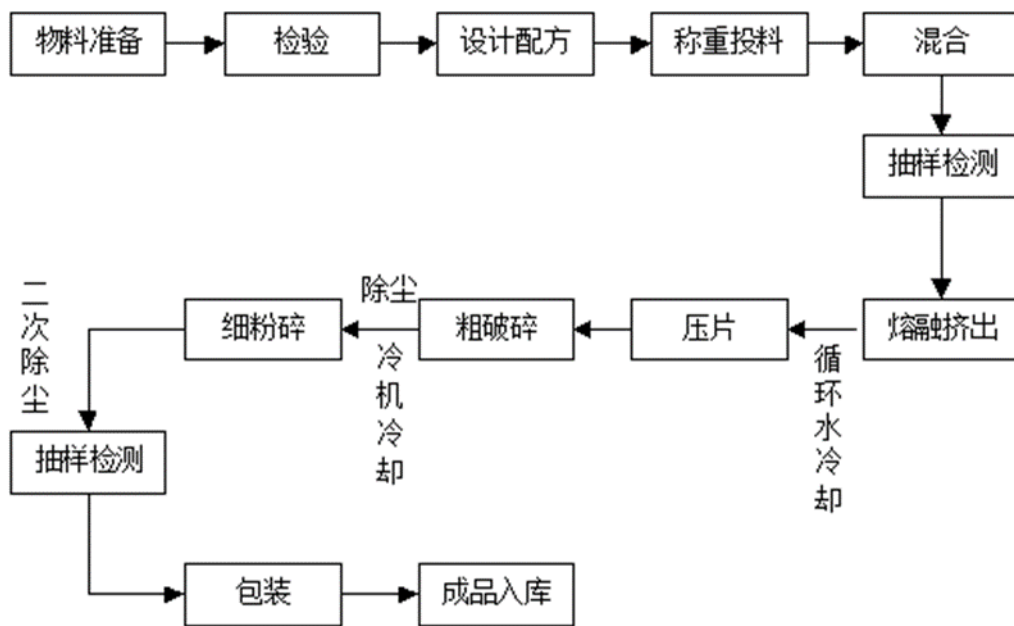 物料准备
检验
设计配方
称重投料
混合
抽样检测
熔融挤出
循环水冷却
压片
粗破碎
除尘
冷机冷却
细粉碎
二次除尘
抽样检测
包装
成品入库